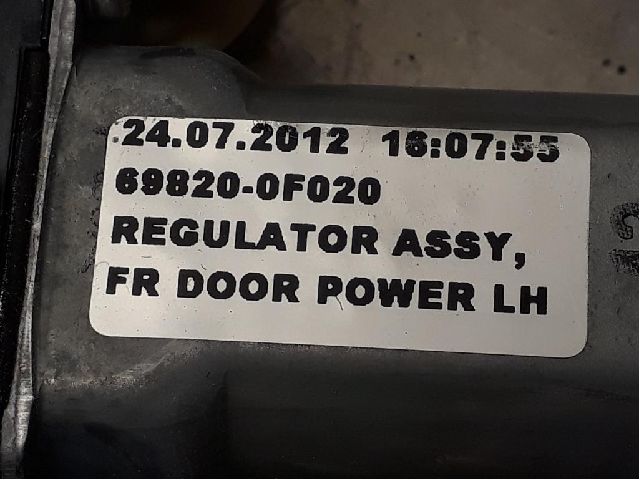 24.07.2012 16:07:55
69820-0F020
REGULATOR ASSY,
FR DOOR POWER LH